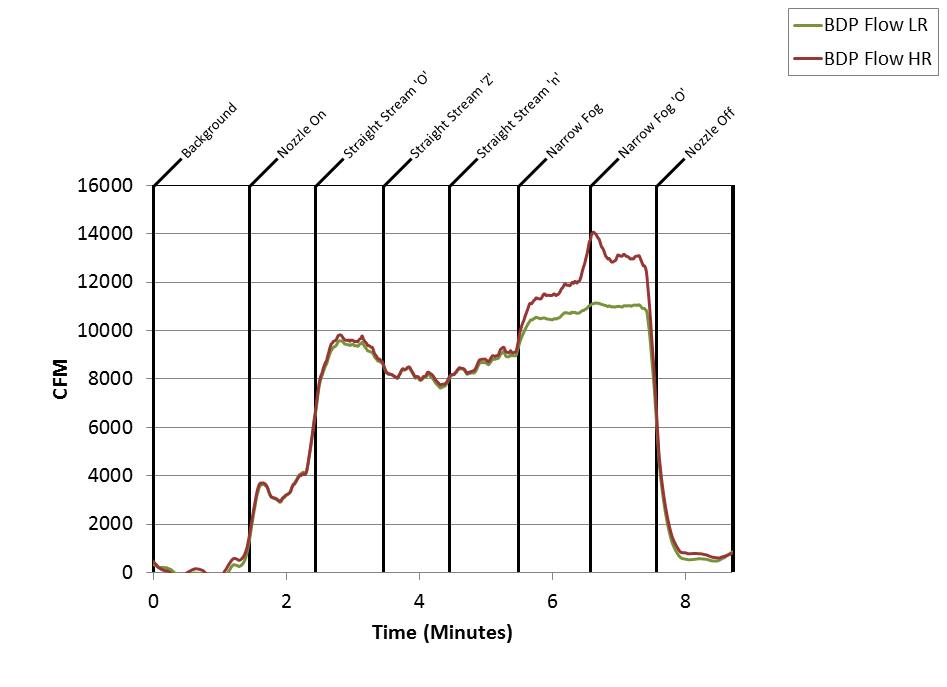 BDP Flow LR
BDP Flow HR
Background
Nozzle On
Straight Stream 'O'
Straight Stream 'Z'
Straight Stream 'n'
Narrow Fog
Narrow Fog 'O'
Nozzle Off
16000
14000
12000
10000
8000
6000
4000
2000
0
CFM
0 2 4 6 8
Time (Minutes)